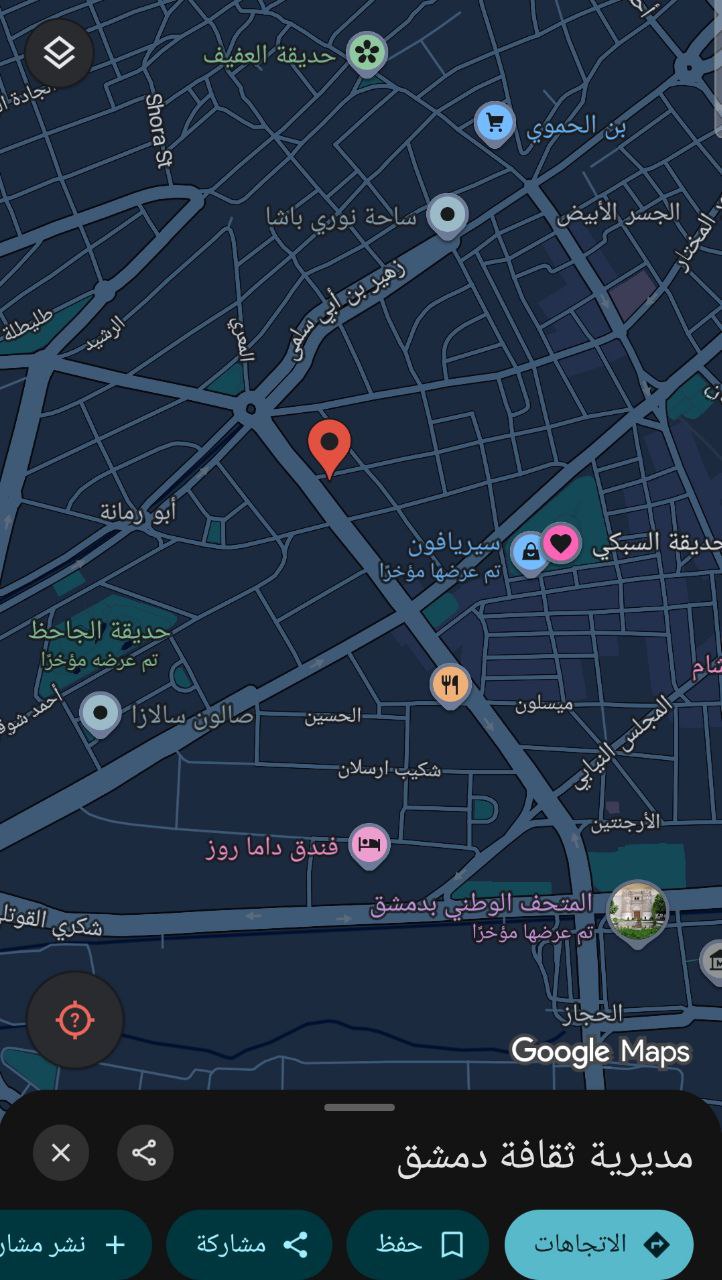 حديقة العفيف
Shora St
بن الحموي
ساحة نوري باشا
الجسر الأبيض
زهير بن أبي سلمى
طليطلة
الرشيد
المعري
أبو رمانة
سيريافون
تم عرضها مؤخرًا
حديقة السبكي
حديقة الجاحظ
تم عرضه مؤخرًا
صالون سالازا
الحسين
ميسلون
المجلس النيابي
شكيب ارسلان
الأرجنتين
فندق داما روز
المتحف الوطني بدمشق
تم عرضها مؤخرًا
شكري القوتلي
الحجاز
Google Maps
مديرية ثقافة دمشق
الاتجاهات
حفظ
مشاركة
نشر مشار